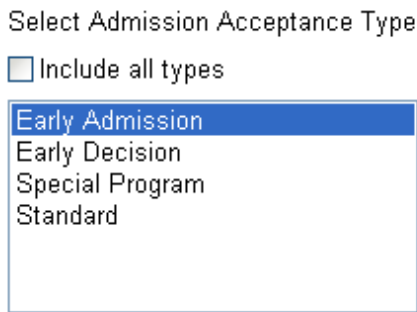 Select Admission Acceptance Type
Include all types
Early Admission
Early Decision
Special Program
Standard